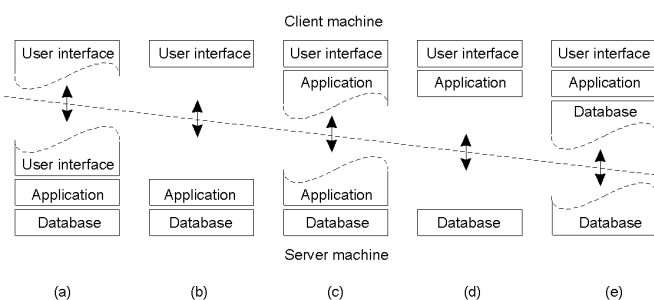 Client machine
User interface User interface User interface User interface User interface
Application Application Application
Database
User interface
Application Application Application
Database Database Database Database Database
Server machine
(a) (b) (c) (d) (e)